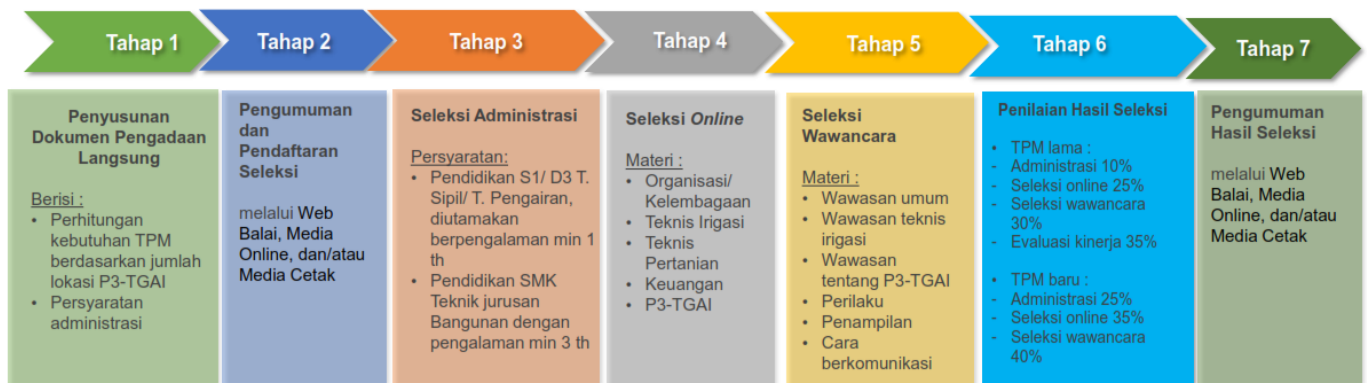 Tahap 1
Tahap 2
Tahap 3
Tahap 4
Tahap 5
Tahap 6
Tahap 7
Penyusunan
Dokumen Pengadaan
Langsung
Berisi :
• Perhitungan
kebutuhan TPM
berdasarkan jumlah
lokasi P3-TGAI
• Persyaratan
administrasi
Pengumuman
dan
Pendaftaran
Seleksi
melalui Web
Balai, Media
Online, dan/atau
Media Cetak
Seleksi Administrasi
Persyaratan:
• Pendidikan S1/ D3 T.
Sipil/ T. Pengairan,
diutamakan
berpengalaman min 1
th
• Pendidikan SMK
Teknik jurusan
Bangunan dengan
pengalaman min 3 th
Seleksi Online
Materi :
• Organisasi/
Kelembagaan
• Teknis Irigasi
• Teknis
Pertanian
• Keuangan
• P3-TGAI
Seleksi
Wawancara
Materi :
• Wawasan umum
• Wawasan teknis
irigasi
• Wawasan
tentang P3-TGAI
• Perilaku
• Penampilan
• Cara
berkomunikasi
Penilaian Hasil Seleksi
• TPM lama :
- Administrasi 10%
- Seleksi online 25%
- Seleksi wawancara
30%
- Evaluasi kinerja 35%
• TPM baru :
- Administrasi 25%
- Seleksi online 35%
- Seleksi wawancara
40%
Pengumuman
Hasil Seleksi
melalui Web
Balai, Media
Online, dan/atau
Media Cetak